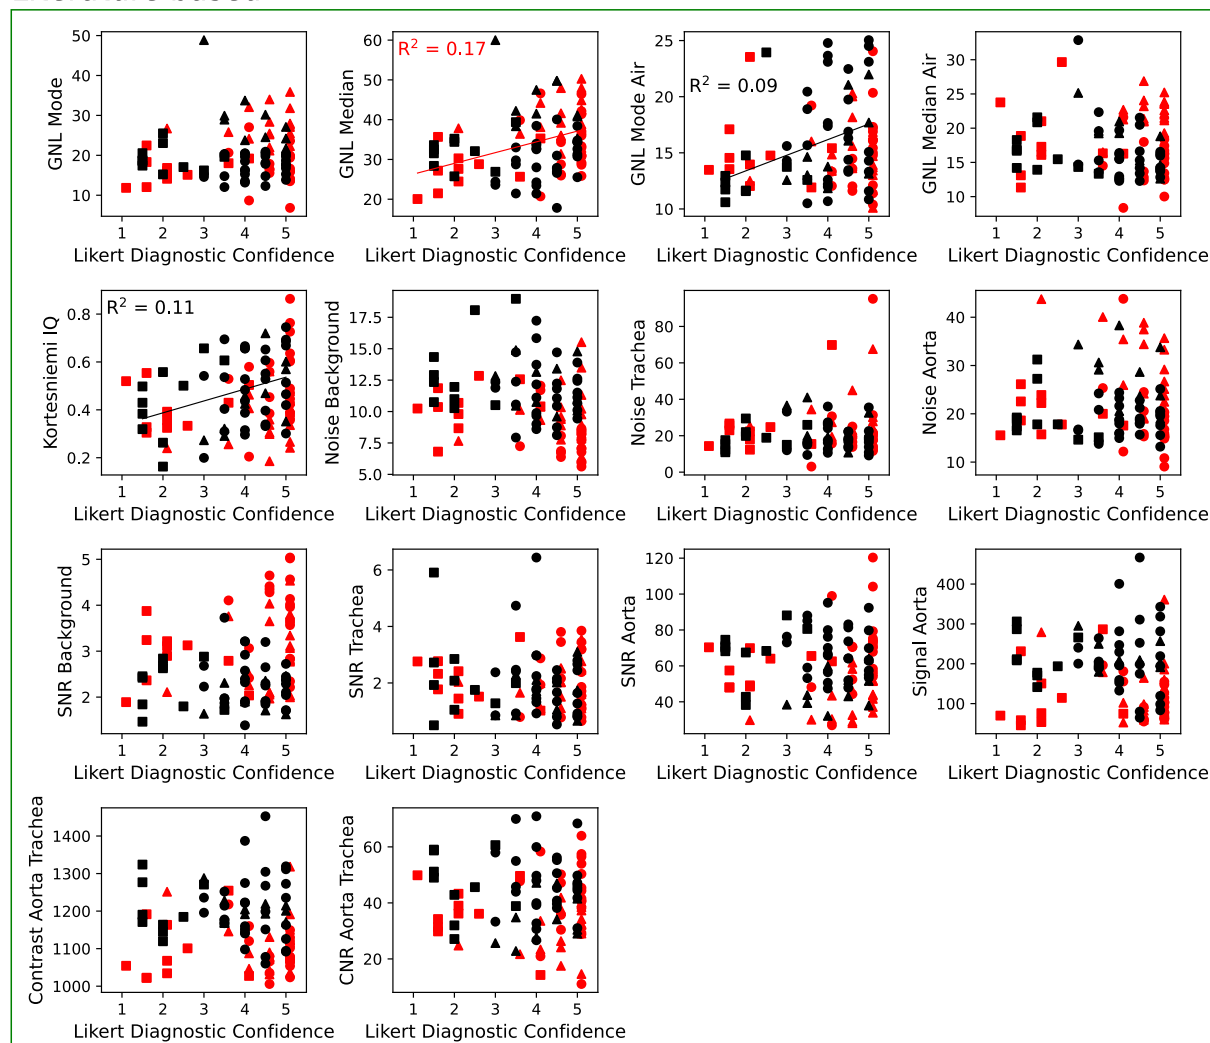 50
40
30
20
10
GNL Mode
1 2 3 4 5
Likert Diagnostic Confidence
60
50
40
30
20
GNL Median
R² = 0.17
1 2 3 4 5
Likert Diagnostic Confidence
25
20
15
10
GNL Mode Air
R² = 0.09
1 2 3 4 5
Likert Diagnostic Confidence
30
25
20
15
10
GNL Median Air
1 2 3 4 5
Likert Diagnostic Confidence
0.8
0.6
0.4
0.2
Kortesniemi IQ
R² = 0.11
1 2 3 4 5
Likert Diagnostic Confidence
17.5
15.0
12.5
10.0
7.5
5.0
Noise Background
1 2 3 4 5
Likert Diagnostic Confidence
80
60
40
20
0
Noise Trachea
1 2 3 4 5
Likert Diagnostic Confidence
40
30
20
10
Noise Aorta
1 2 3 4 5
Likert Diagnostic Confidence
5
4
3
2
SNR Background
1 2 3 4 5
Likert Diagnostic Confidence
6
4
2
SNR Trachea
1 2 3 4 5
Likert Diagnostic Confidence
120
100
80
60
40
SNR Aorta
1 2 3 4 5
Likert Diagnostic Confidence
400
300
200
100
Signal Aorta
1 2 3 4 5
Likert Diagnostic Confidence
1400
1300
1200
1100
1000
Contrast Aorta Trachea
1 2 3 4 5
Likert Diagnostic Confidence
60
40
20
CNR Aorta Trachea
1 2 3 4 5
Likert Diagnostic Confidence